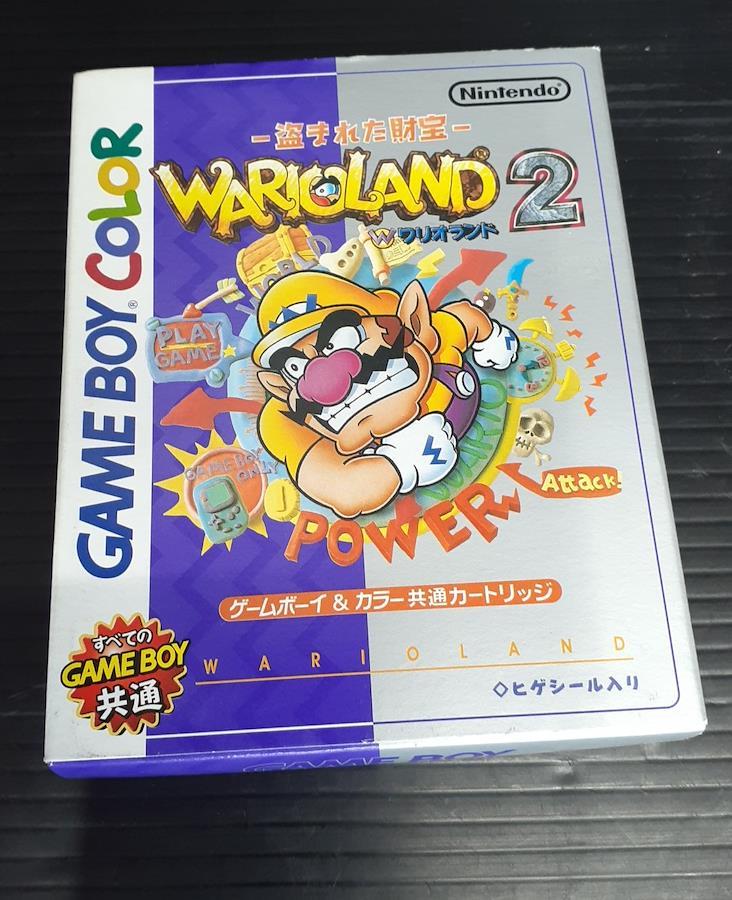 Nintendo®
－盗まれた財宝－
WARIOLAND® 2
W ワリオランド
GAME BOY® COLOR
PLAY
GAME
GAME BOY
ONLY
WARIO
POWER
Attack!
ゲームボーイ & カラー共通カートリッジ
すべての
GAME BOY
共通
WARIOLAND
◇ヒゲシール入り
GAME BOY